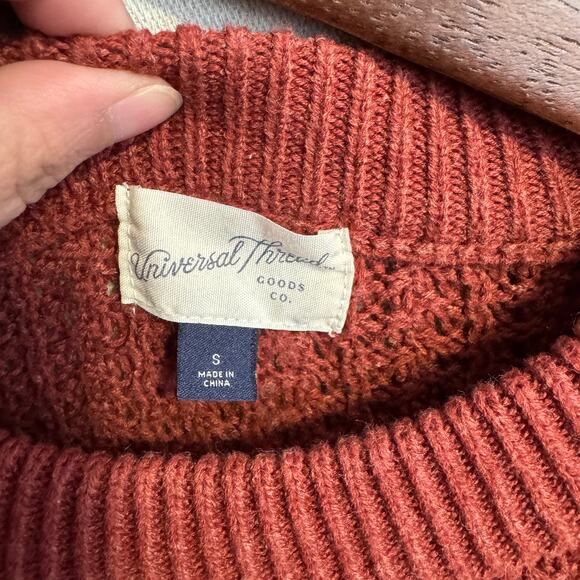 Universal Thread
GOODS
CO.
S
MADE IN
CHINA